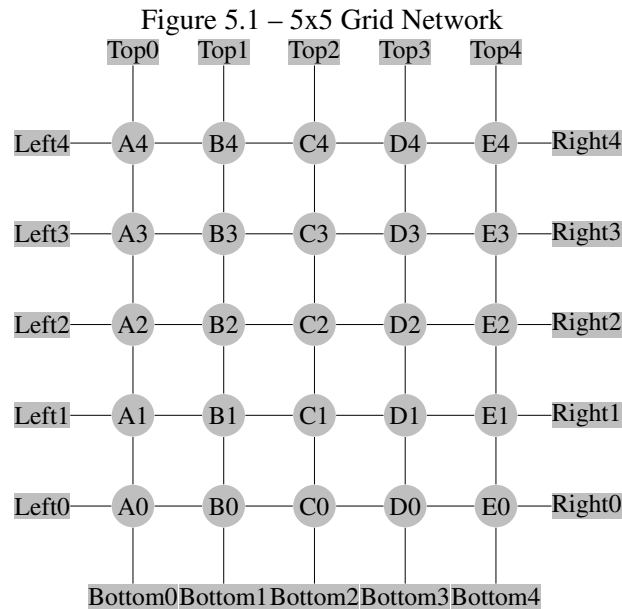 Figure 5.1 – 5x5 Grid Network
Top0 Top1 Top2 Top3 Top4
Left4 A4 B4 C4 D4 E4 Right4
Left3 A3 B3 C3 D3 E3 Right3
Left2 A2 B2 C2 D2 E2 Right2
Left1 A1 B1 C1 D1 E1 Right1
Left0 A0 B0 C0 D0 E0 Right0
Bottom0 Bottom1 Bottom2 Bottom3 Bottom4